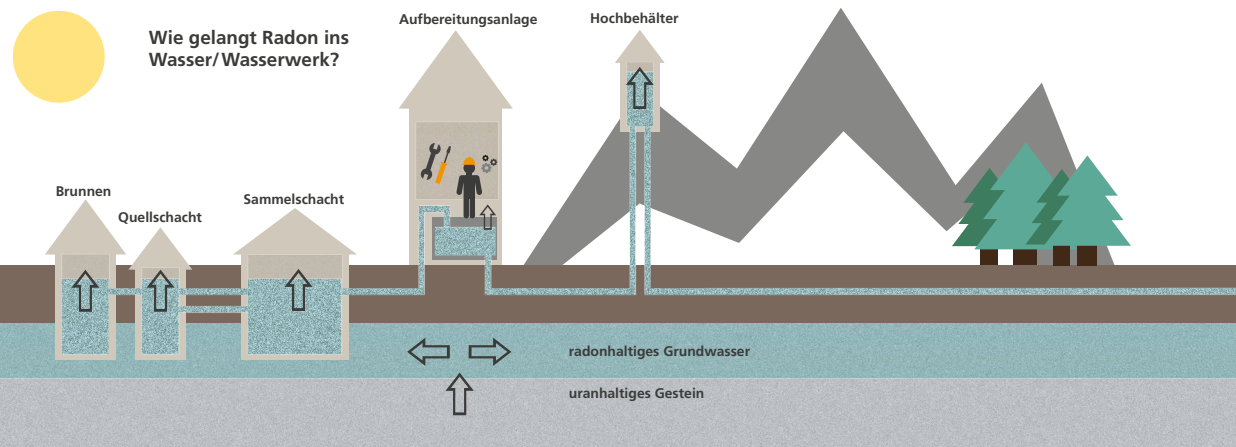 Wie gelangt Radon ins
Wasser/Wasserwerk?
Aufbereitungsanlage
Hochbehälter
Brunnen
Quellschacht
Sammelschacht
radonhaltiges Grundwasser
uranhaltiges Gestein